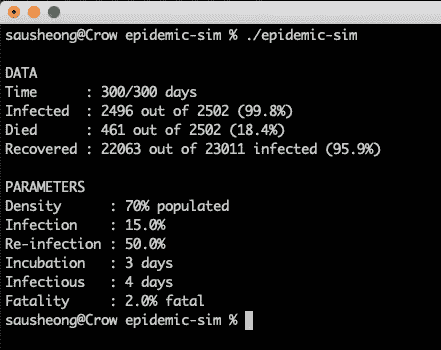 sausheong@Crow epidemic-sim % ./epidemic-sim
DATA
Time      : 300/300 days
Infected  : 2496 out of 2502 (99.8%)
Died      : 461 out of 2502 (18.4%)
Recovered : 22063 out of 23011 infected (95.9%)
PARAMETERS
Density      : 70% populated
Infection    : 15.0%
Re-infection : 50.0%
Incubation   : 3 days
Infectious   : 4 days
Fatality     : 2.0% fatal
sausheong@Crow epidemic-sim %